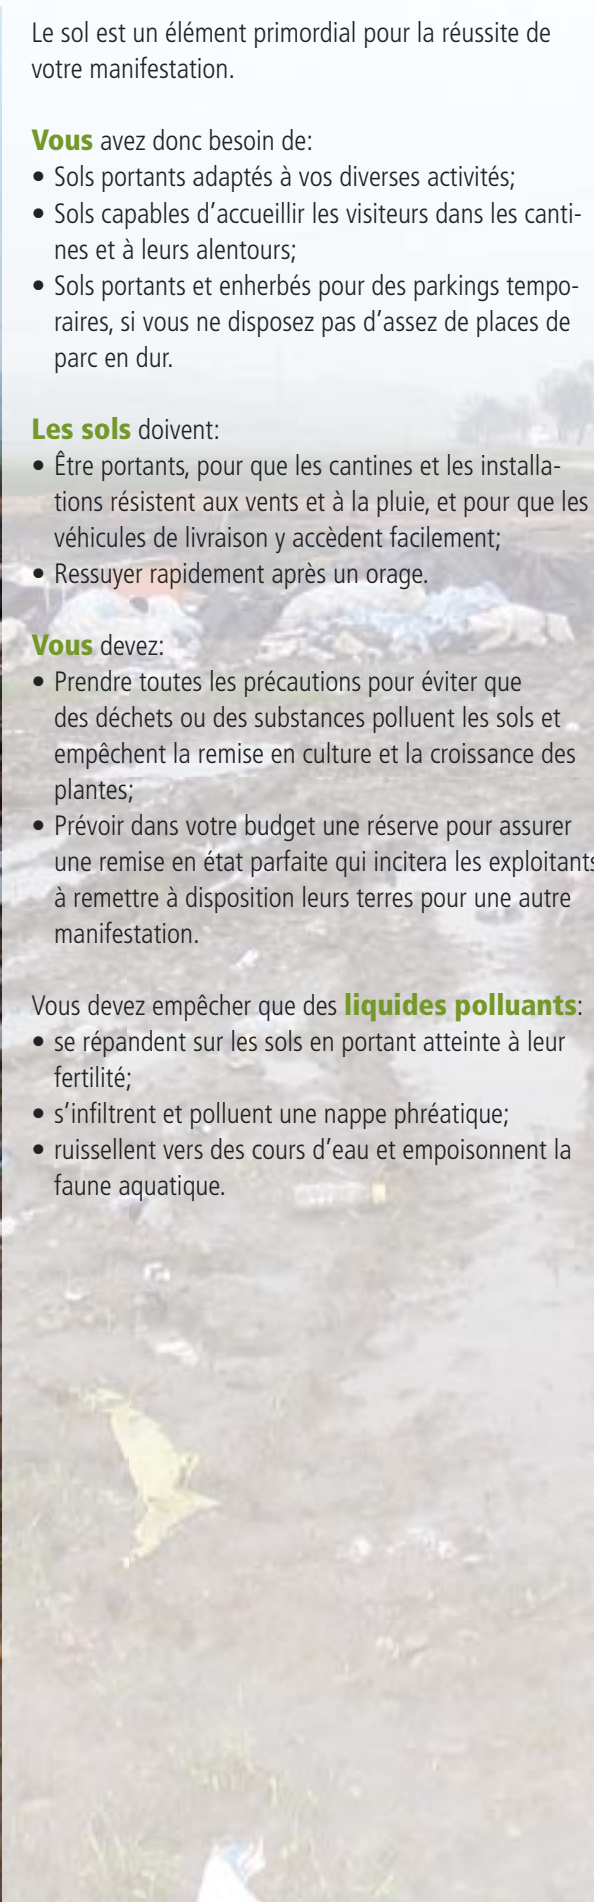 Le sol est un élément primordial pour la réussite de
votre manifestation.
Vous avez donc besoin de:
• Sols portants adaptés à vos diverses activités;
• Sols capables d’accueillir les visiteurs dans les canti-
nes et à leurs alentours;
• Sols portants et enherbés pour des parkings tempo-
raires, si vous ne disposez pas d’assez de places de
parc en dur.
Les sols doivent:
• Être portants, pour que les cantines et les installa-
tions résistent aux vents et à la pluie, et pour que les
véhicules de livraison y accèdent facilement;
• Ressuyer rapidement après un orage.
Vous devez:
• Prendre toutes les précautions pour éviter que
des déchets ou des substances polluent les sols et
empêchent la remise en culture et la croissance des
plantes;
• Prévoir dans votre budget une réserve pour assurer
une remise en état parfaite qui incitera les exploitants
à remettre à disposition leurs terres pour une autre
manifestation.
Vous devez empêcher que des liquides polluants:
• se répandent sur les sols en portant atteinte à leur
fertilité;
• s’infiltrent et polluent une nappe phréatique;
• ruissellent vers des cours d’eau et empoisonnent la
faune aquatique.